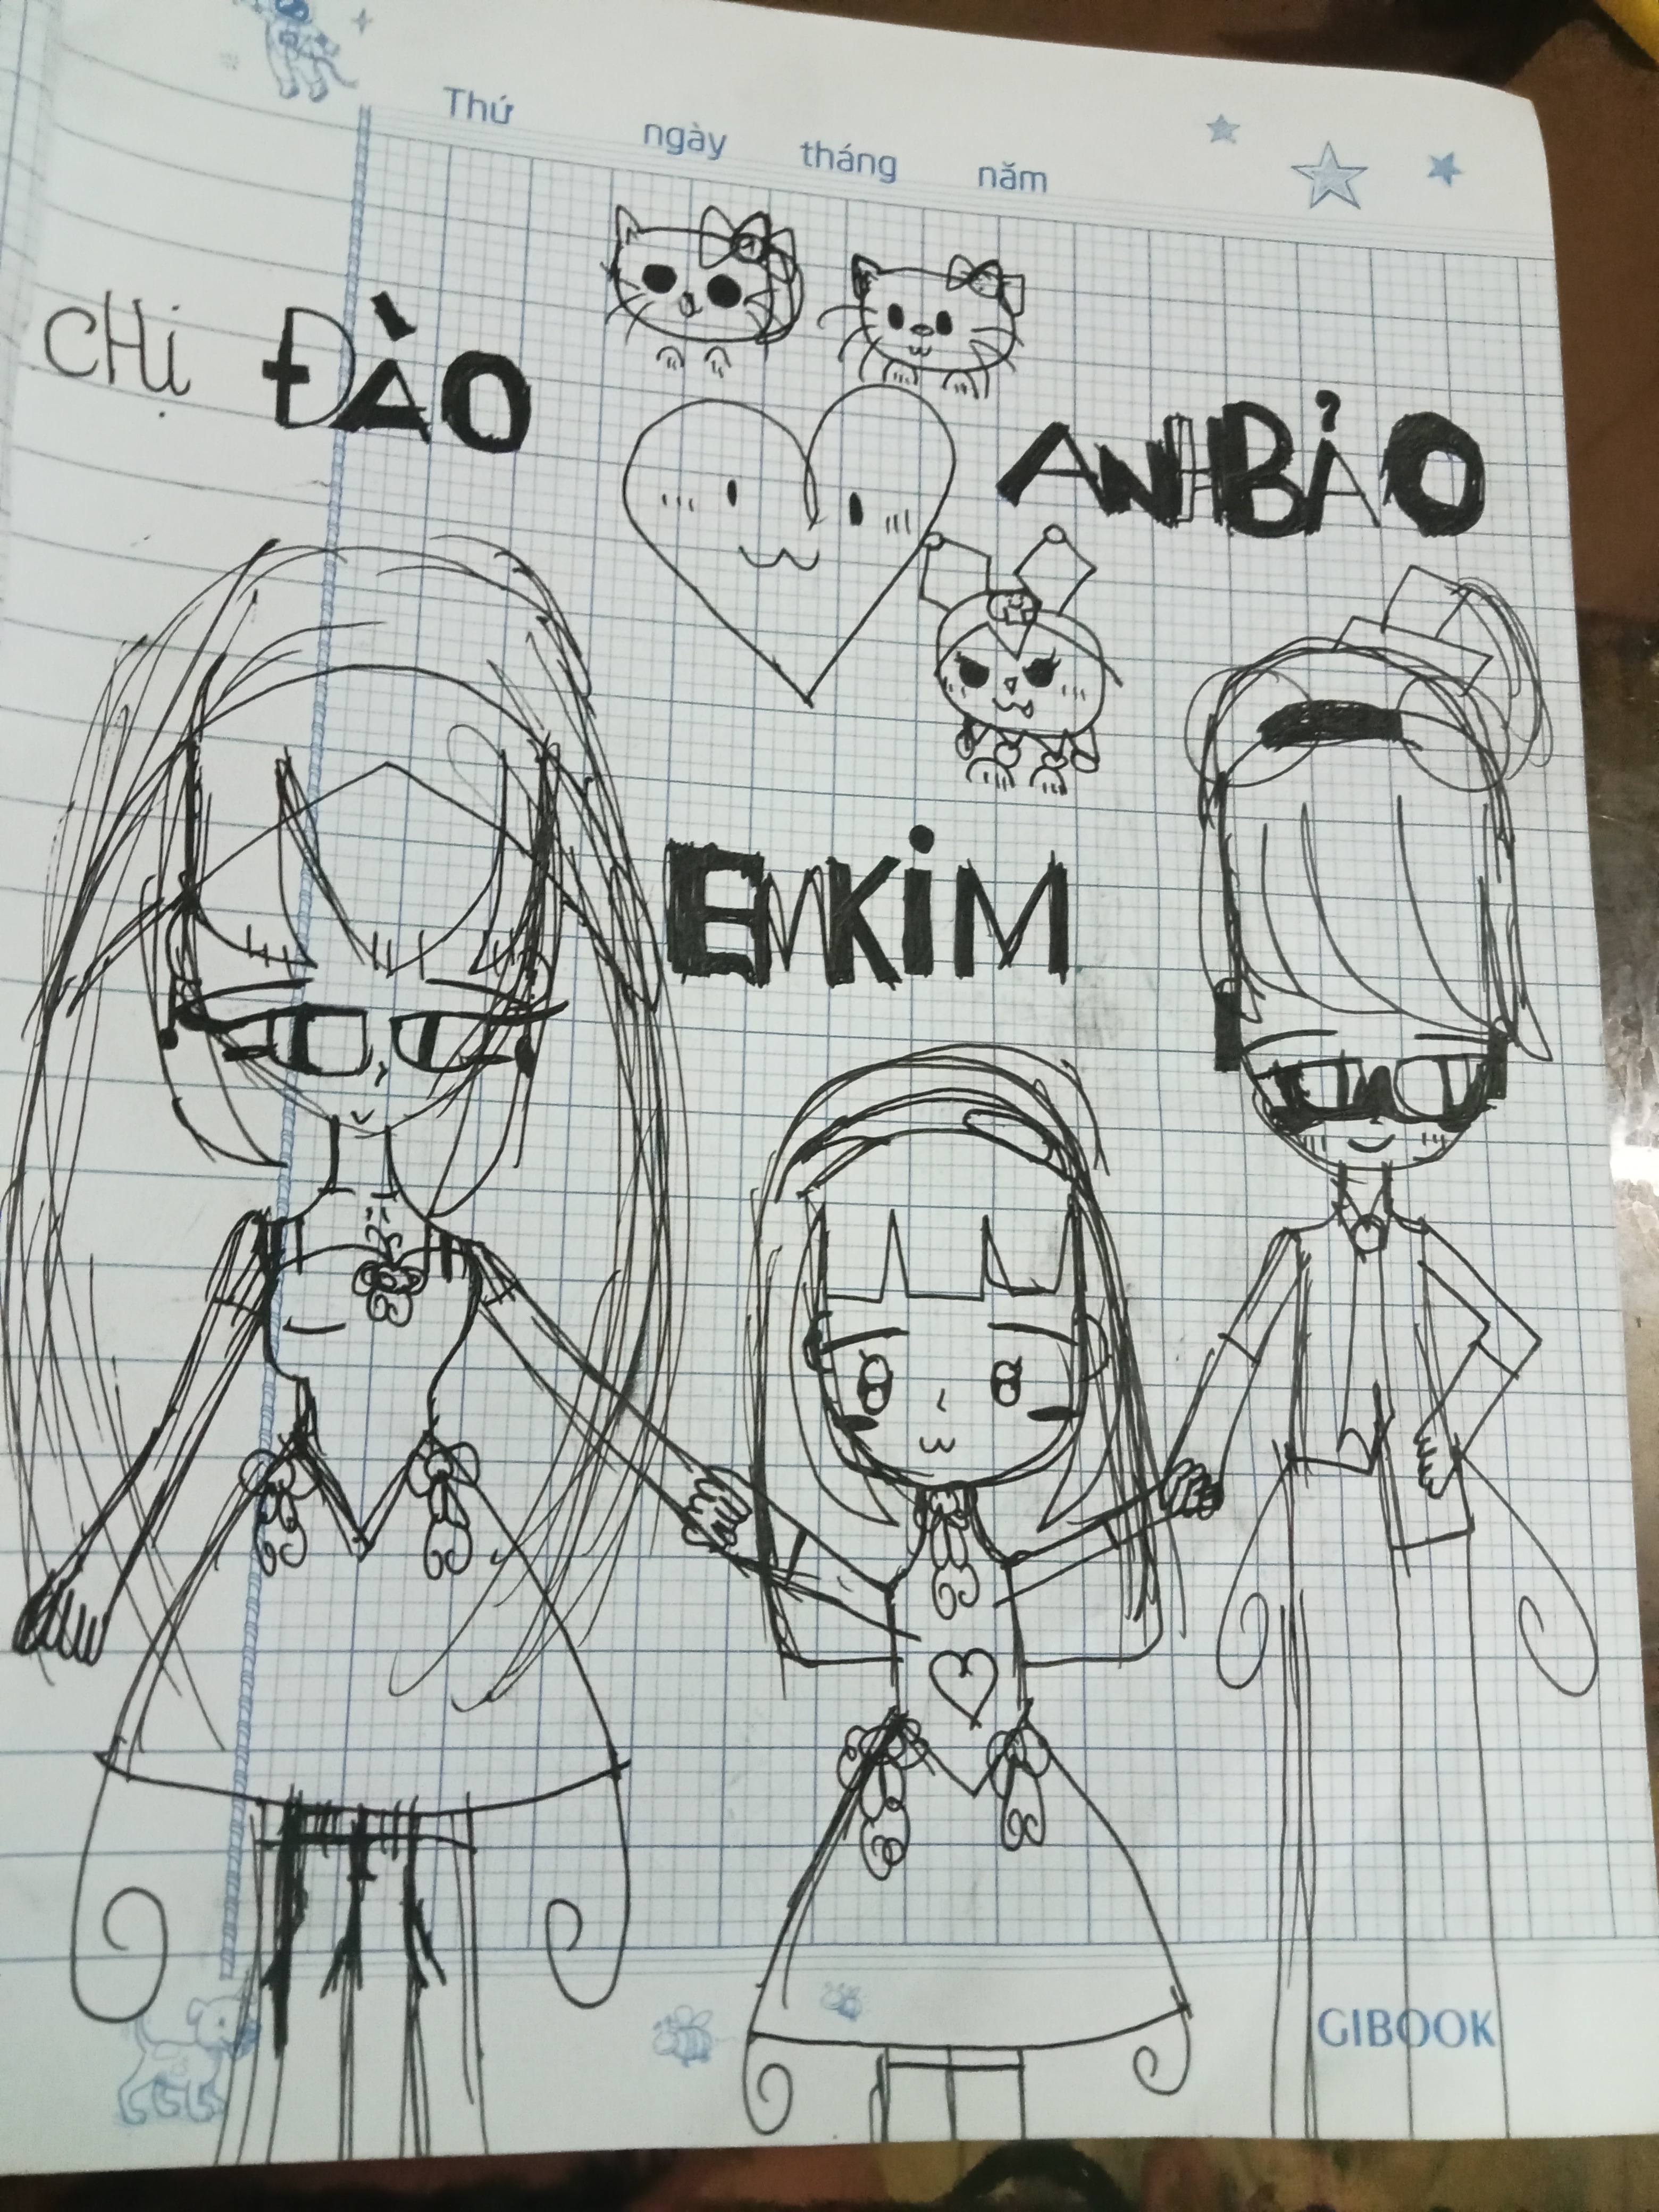 Thứ ngày tháng năm
CHị ĐÀO
ANH BẢO
EM KiM
GIBOOK